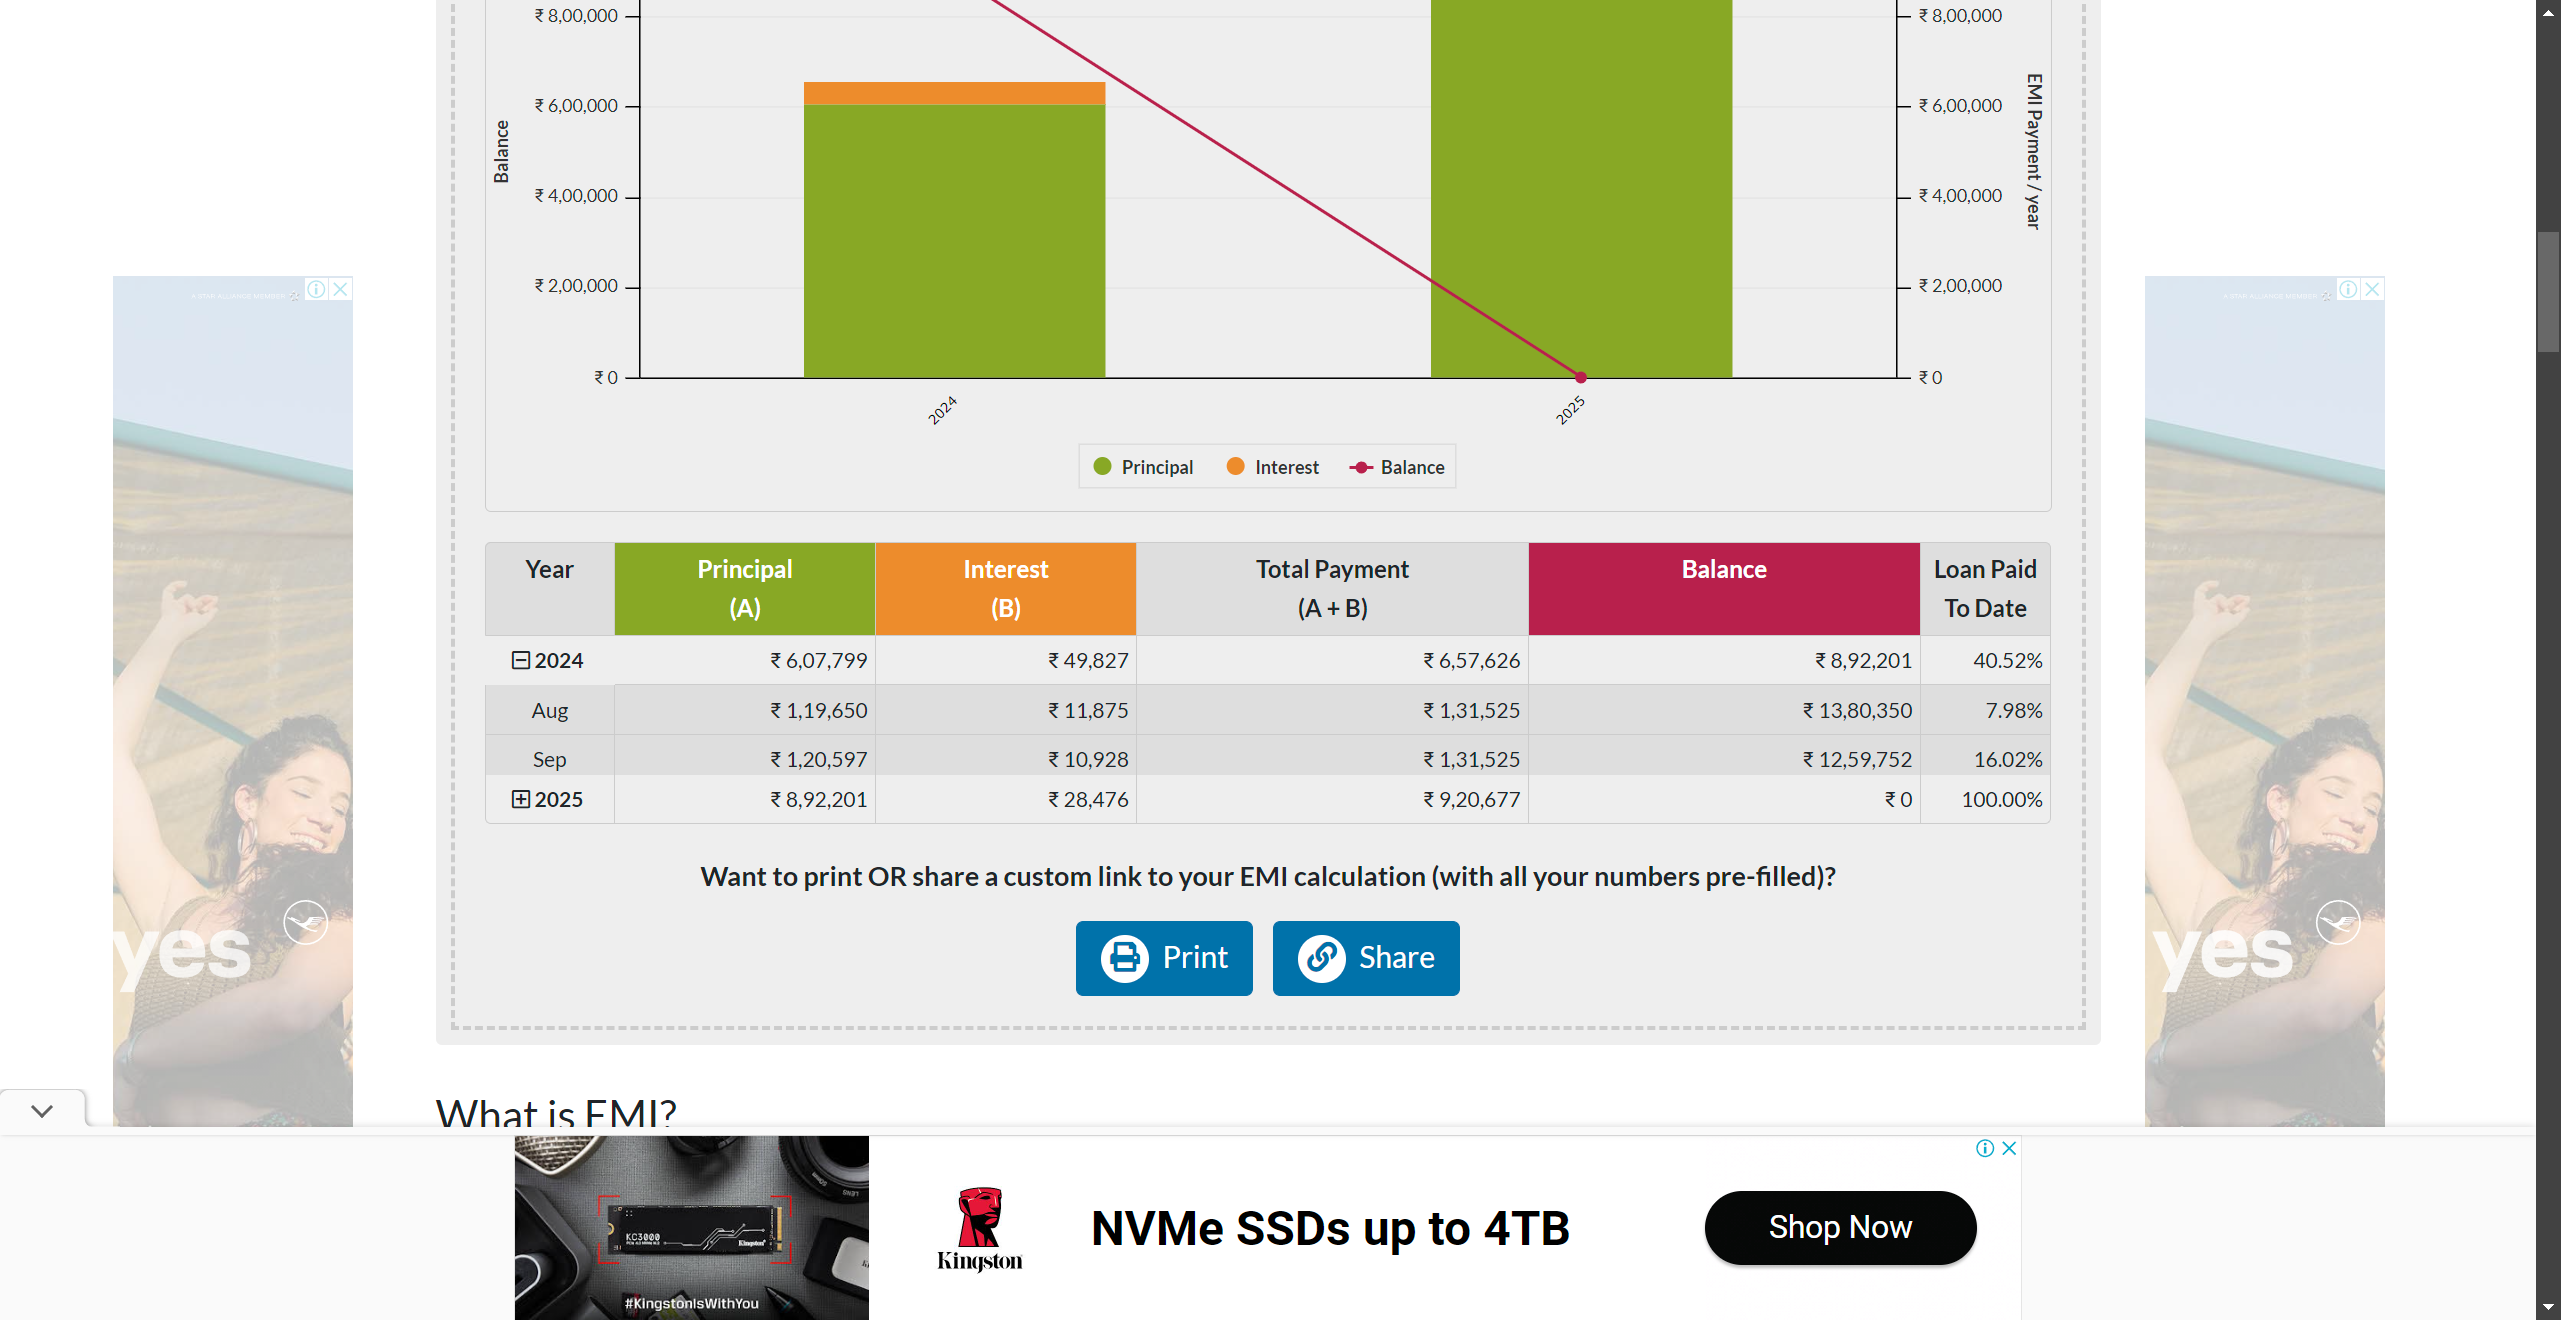 ₹ 8,00,000
₹ 8,00,000
₹ 6,00,000
₹ 6,00,000
₹ 4,00,000
₹ 4,00,000
₹ 2,00,000
₹ 2,00,000
₹ 0
₹ 0
Balance
EMI Payment / year
2024
2025
Principal Interest Balance
Year Principal Interest Total Payment Balance Loan Paid
(A) (B) (A + B) To Date
2024 ₹ 6,07,799 ₹ 49,827 ₹ 6,57,626 ₹ 8,92,201 40.52%
Aug ₹ 1,19,650 ₹ 11,875 ₹ 1,31,525 ₹ 13,80,350 7.98%
Sep ₹ 1,20,597 ₹ 10,928 ₹ 1,31,525 ₹ 12,59,752 16.02%
2025 ₹ 8,92,201 ₹ 28,476 ₹ 9,20,677 ₹ 0 100.00%
Want to print OR share a custom link to your EMI calculation (with all your numbers pre-filled)?
Print Share
A STAR ALLIANCE MEMBER
yes
A STAR ALLIANCE MEMBER
yes
What is EMI?
KC3000
Kingston
#KingstonIsWithYou
Kingston
NVMe SSDs up to 4TB
Shop Now